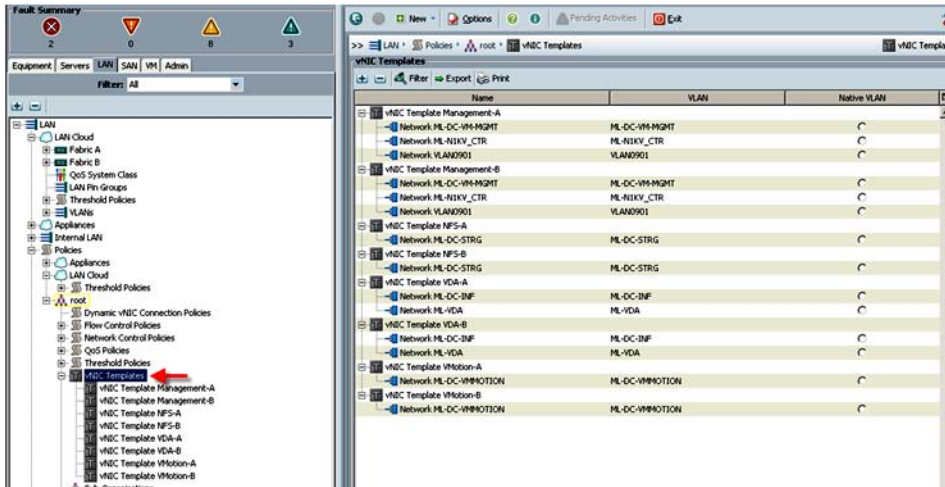 Fault Summary
2 0 8 3
Equipment Servers LAN SAN VM Admin
Filter: All
LAN
LAN Cloud
Fabric A
Fabric B
QoS System Class
LAN Pin Groups
Threshold Policies
VLANs
Appliances
Internal LAN
Policies
Appliances
LAN Cloud
Threshold Policies
root
Dynamic vNIC Connection Policies
Flow Control Policies
Network Control Policies
QoS Policies
Threshold Policies
vNIC Templates
vNIC Template Management-A
vNIC Template Management-B
vNIC Template NFS-A
vNIC Template NFS-B
vNIC Template VDA-A
vNIC Template VDA-B
vNIC Template VMotion-A
vNIC Template VMotion-B
New Options Pending Activities Exit
>> LAN Policies root vNIC Templates vNIC Templa
vNIC Templates
Filter Export Print
Name VLAN Native VLAN
vNIC Template Management-A
Network ML-DC-VM-MGMT ML-DC-VM-MGMT
Network ML-N1KV_CTR ML-N1KV_CTR
Network VLAN0901 VLAN0901
vNIC Template Management-B
Network ML-DC-VM-MGMT ML-DC-VM-MGMT
Network ML-N1KV_CTR ML-N1KV_CTR
Network VLAN0901 VLAN0901
vNIC Template NFS-A
Network ML-DC-STRG ML-DC-STRG
vNIC Template NFS-B
Network ML-DC-STRG ML-DC-STRG
vNIC Template VDA-A
Network ML-DC-INF ML-DC-INF
Network ML-VDA ML-VDA
vNIC Template VDA-B
Network ML-DC-INF ML-DC-INF
Network ML-VDA ML-VDA
vNIC Template VMotion-A
Network ML-DC-VMMOTION ML-DC-VMMOTION
vNIC Template VMotion-B
Network ML-DC-VMMOTION ML-DC-VMMOTION